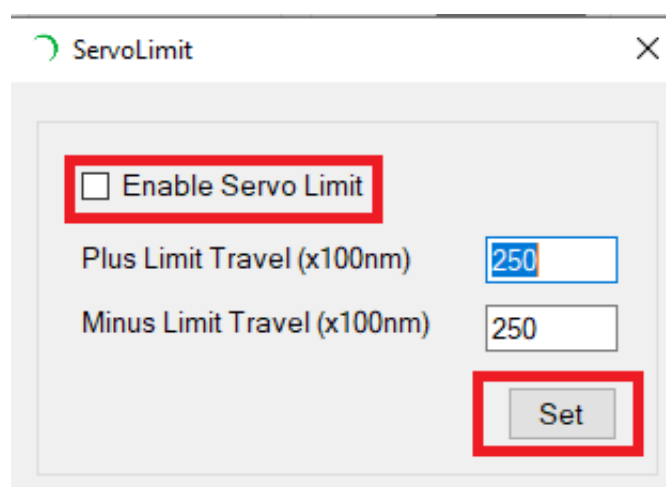 ServoLimit
Enable Servo Limit
Plus Limit Travel (x100nm) 250
Minus Limit Travel (x100nm) 250
Set